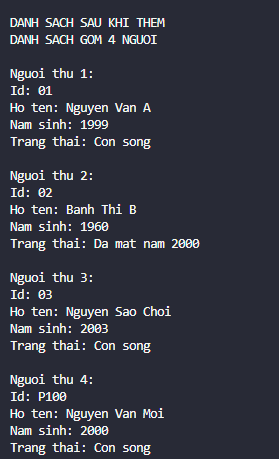 DANH SACH SAU KHI THEM
DANH SACH GOM 4 NGUOI
Nguoi thu 1:
Id: 01
Ho ten: Nguyen Van A
Nam sinh: 1999
Trang thai: Con song
Nguoi thu 2:
Id: 02
Ho ten: Banh Thi B
Nam sinh: 1960
Trang thai: Da mat nam 2000
Nguoi thu 3:
Id: 03
Ho ten: Nguyen Sao Choi
Nam sinh: 2003
Trang thai: Con song
Nguoi thu 4:
Id: P100
Ho ten: Nguyen Van Moi
Nam sinh: 2000
Trang thai: Con song